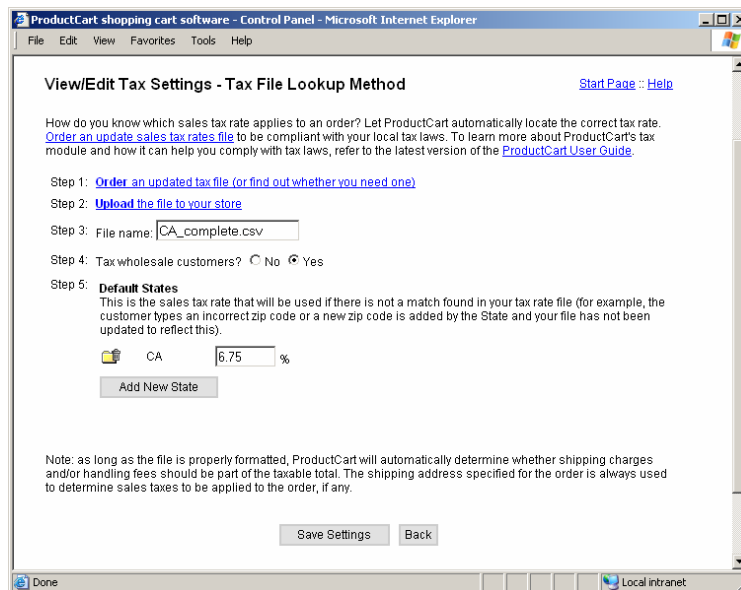 ProductCart shopping cart software - Control Panel - Microsoft Internet Explorer
File Edit View Favorites Tools Help
View/Edit Tax Settings - Tax File Lookup Method
Start Page :: Help
How do you know which sales tax rate applies to an order? Let ProductCart automatically locate the correct tax rate.
Order an update sales tax rates file to be compliant with your local tax laws. To learn more about ProductCart's tax
module and how it can help you comply with tax laws, refer to the latest version of the ProductCart User Guide.
Step 1: Order an updated tax file (or find out whether you need one)
Step 2: Upload the file to your store
Step 3: File name: CA_complete.csv
Step 4: Tax wholesale customers? No Yes
Step 5: Default States
This is the sales tax rate that will be used if there is not a match found in your tax rate file (for example, the
customer types an incorrect zip code or a new zip code is added by the State and your file has not been
updated to reflect this).
CA 6.75 %
Add New State
Note: as long as the file is properly formatted, ProductCart will automatically determine whether shipping charges
and/or handling fees should be part of the taxable total. The shipping address specified for the order is always used
to determine sales taxes to be applied to the order, if any.
Save Settings Back
Done Local intranet